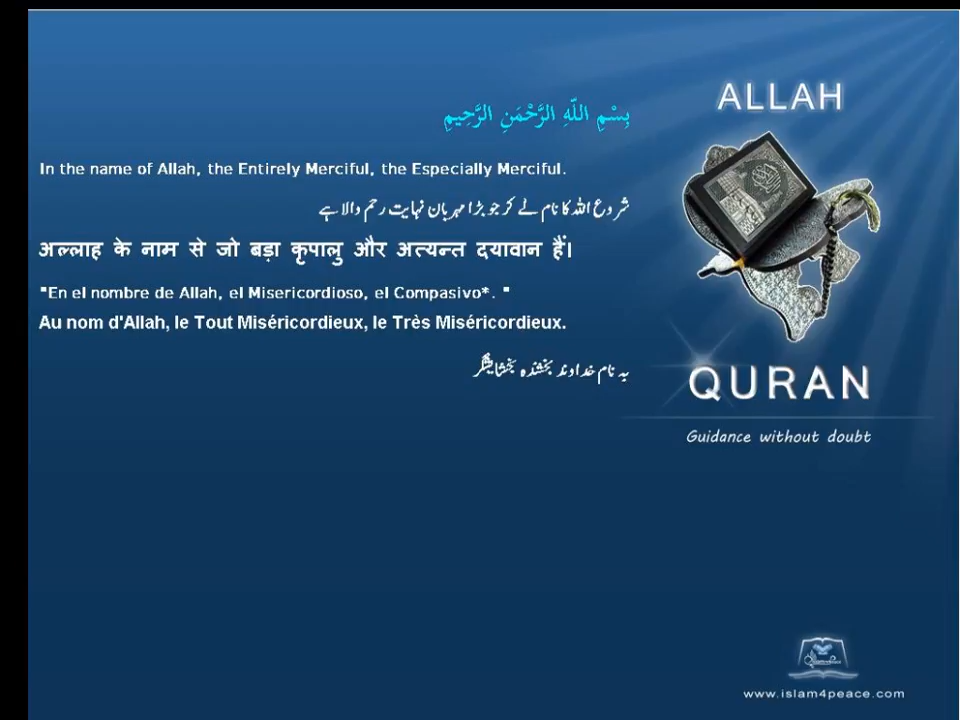 بِسْمِ اللَّهِ الرَّحْمَنِ الرَّحِيمِ
In the name of Allah, the Entirely Merciful, the Especially Merciful.
شروع الله کا نام لے کر جو بڑا مہربان نہایت رحم والا ہے
अल्लाह के नाम से जो बड़ा कृपालु और अत्यन्त दयावान हैं।
"En el nombre de Allah, el Misericordioso, el Compasivo*. "
Au nom d'Allah, le Tout Miséricordieux, le Très Miséricordieux.
به نام خداوند بخشنده بخشایشگر
ALLAH
QURAN
Guidance without doubt
www.islam4peace.com